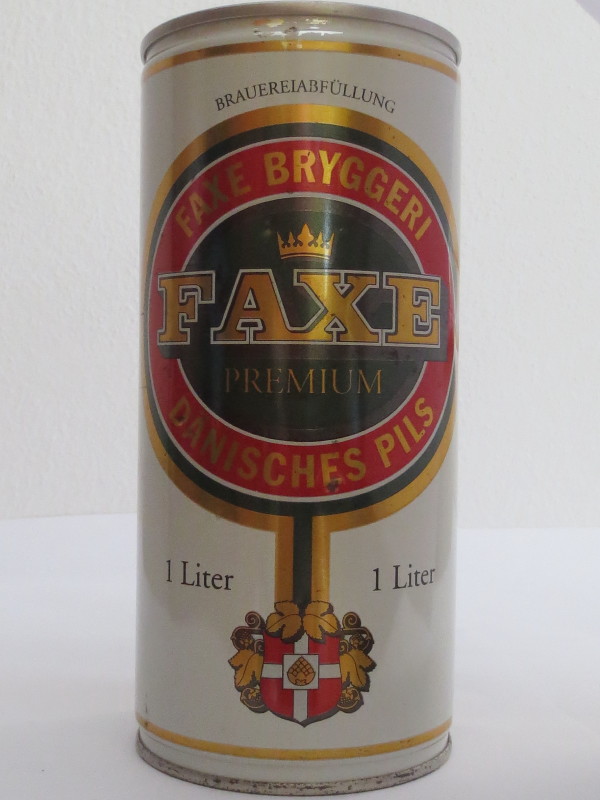 BRAUEREIABFÜLLUNG
FAXE BRYGGERI
FAXE
PREMIUM
DÄNISCHES PILS
1 Liter 1 Liter